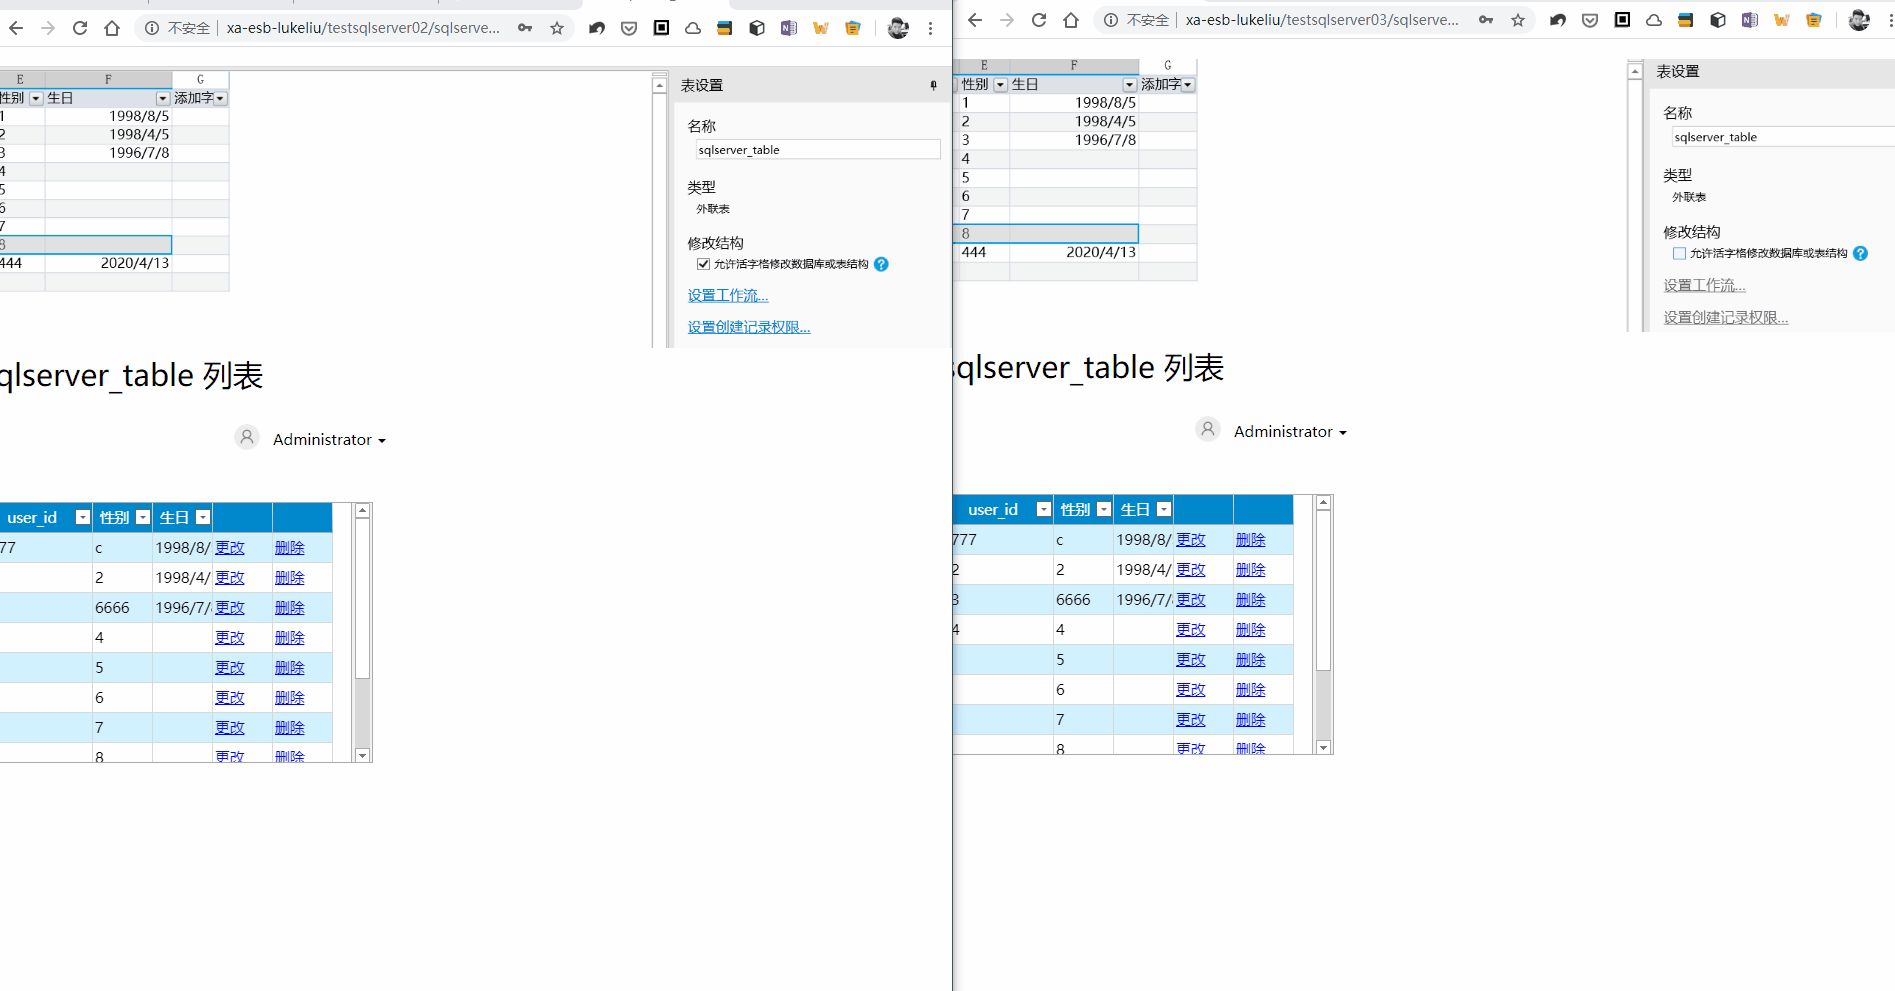 不安全 xa-esb-lukeliu/testsqlserver02/sqlserve...
E F G
性别 生日 添加字
1 1998/8/5
2 1998/4/5
3 1996/7/8
4
5
6
7
8
444 2020/4/13
表设置
名称
sqlserver_table
类型
外联表
修改结构
允许活字格修改数据库或表结构 ?
设置工作流...
设置创建记录权限...
qlserver_table 列表
Administrator
user_id 性别 生日
77 c 1998/8/ 更改 删除
2 1998/4/ 更改 删除
6666 1996/7/ 更改 删除
4 更改 删除
5 更改 删除
6 更改 删除
7 更改 删除
8 更改 删除
不安全 xa-esb-lukeliu/testsqlserver03/sqlserve...
E F G
性别 生日 添加字
1 1998/8/5
2 1998/4/5
3 1996/7/8
4
5
6
7
8
444 2020/4/13
表设置
名称
sqlserver_table
类型
外联表
修改结构
允许活字格修改数据库或表结构 ?
设置工作流...
设置创建记录权限...
sqlserver_table 列表
Administrator
user_id 性别 生日
777 c 1998/8/ 更改 删除
2 2 1998/4/ 更改 删除
3 6666 1996/7/ 更改 删除
4 4 更改 删除
5 更改 删除
6 更改 删除
7 更改 删除
8 更改 删除